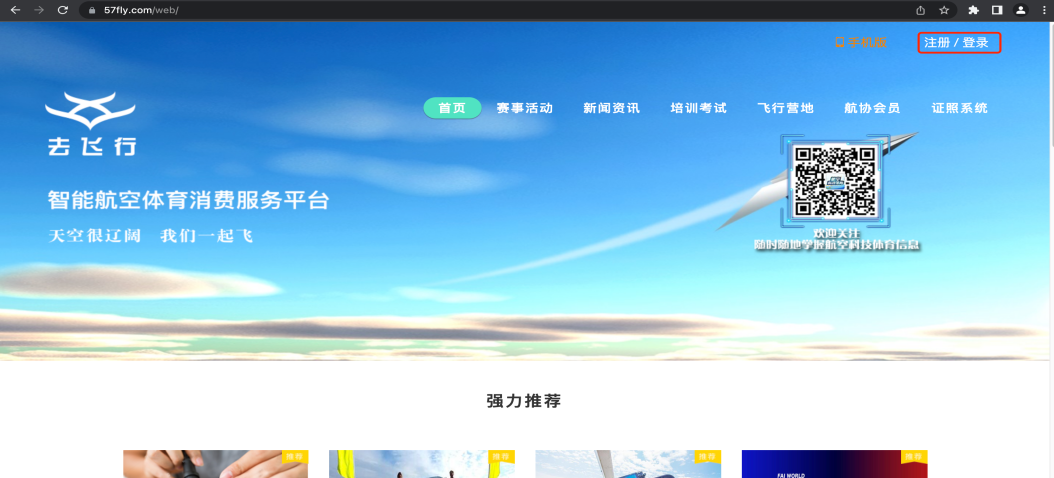 57fly.com/web/
手机版
注册 / 登录
首页 赛事活动 新闻资讯 培训考试 飞行营地 航协会员 证照系统
去飞行
智能航空体育消费服务平台
天空很辽阔 我们一起飞
欢迎关注
随时随地掌握航空科技体育信息
强力推荐
推荐 推荐 推荐 推荐
FAI WORLD